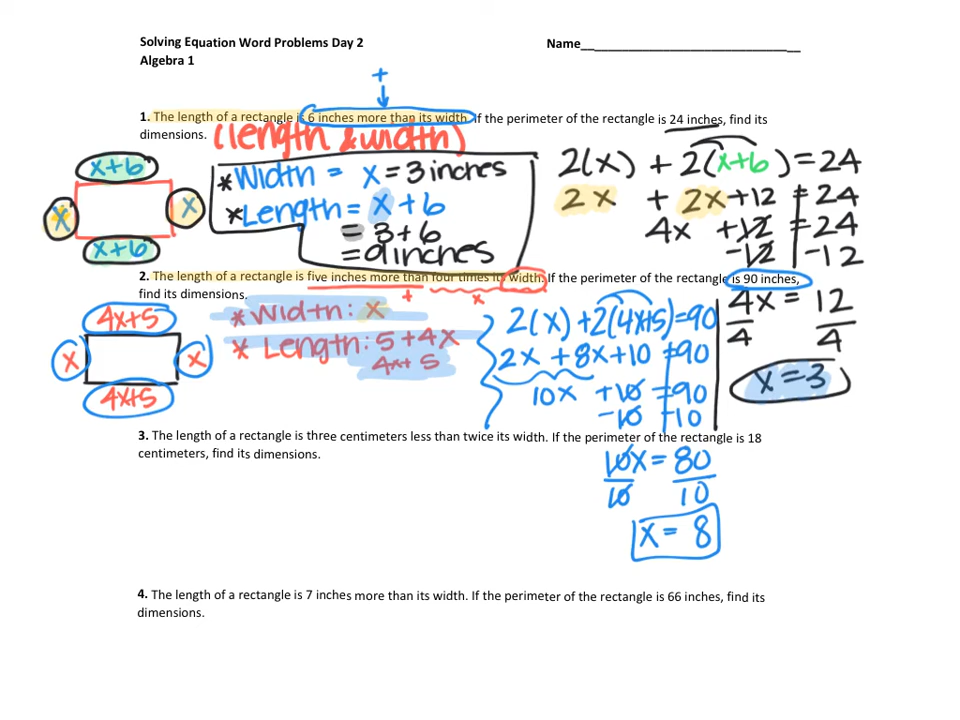 Solving Equation Word Problems Day 2
Name______________________________
Algebra 1
+
1. The length of a rectangle is 6 inches more than its width. If the perimeter of the rectangle is 24 inches, find its
dimensions.
(length & width)
x+6
x
x
x+6
*Width = x = 3 inches
*Length = x + 6
= 3 + 6
= 9 inches
2(x) + 2(x+6) = 24
2x + 2x + 12 = 24
4x + 12 = 24
-12 -12
4x = 12
4 4
x = 3
2. The length of a rectangle is five inches more than four times its width. If the perimeter of the rectangle is 90 inches,
find its dimensions.
+ x
4x+5
x
x
4x+5
* Width: x
* Length: 5 + 4x
4x+ 5
2(x) + 2(4x+5) = 90
2x + 8x + 10 = 90
10x + 10 = 90
-10 -10
10x = 80
10 10
x = 8
3. The length of a rectangle is three centimeters less than twice its width. If the perimeter of the rectangle is 18
centimeters, find its dimensions.
4. The length of a rectangle is 7 inches more than its width. If the perimeter of the rectangle is 66 inches, find its
dimensions.